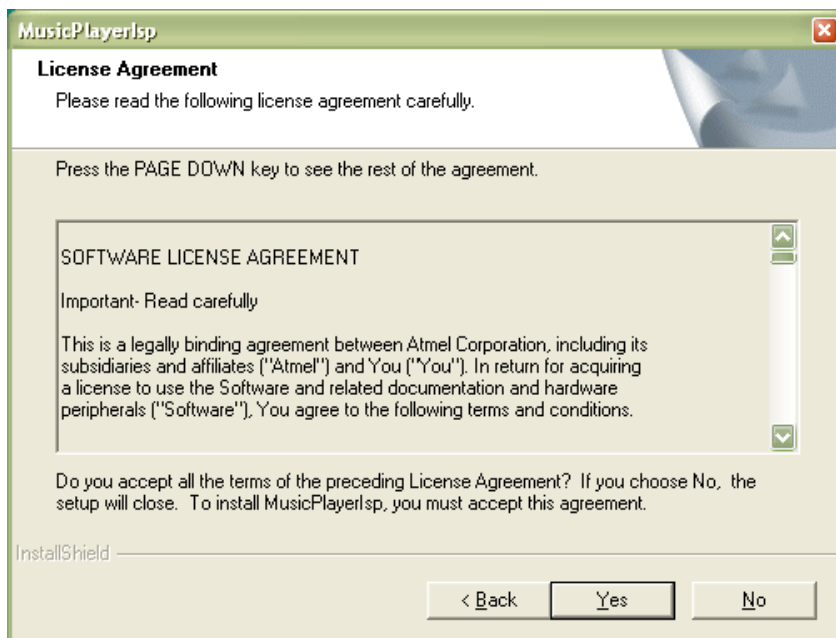 MusicPlayerIsp
License Agreement
Please read the following license agreement carefully.
Press the PAGE DOWN key to see the rest of the agreement.
SOFTWARE LICENSE AGREEMENT
Important- Read carefully
This is a legally binding agreement between Atmel Corporation, including its
subsidiaries and affiliates ("Atmel") and You ("You"). In return for acquiring
a license to use the Software and related documentation and hardware
peripherals ("Software"), You agree to the following terms and conditions.
Do you accept all the terms of the preceding License Agreement?  If you choose No,  the
setup will close.  To install MusicPlayerIsp, you must accept this agreement.
InstallShield
< Back
Yes
No